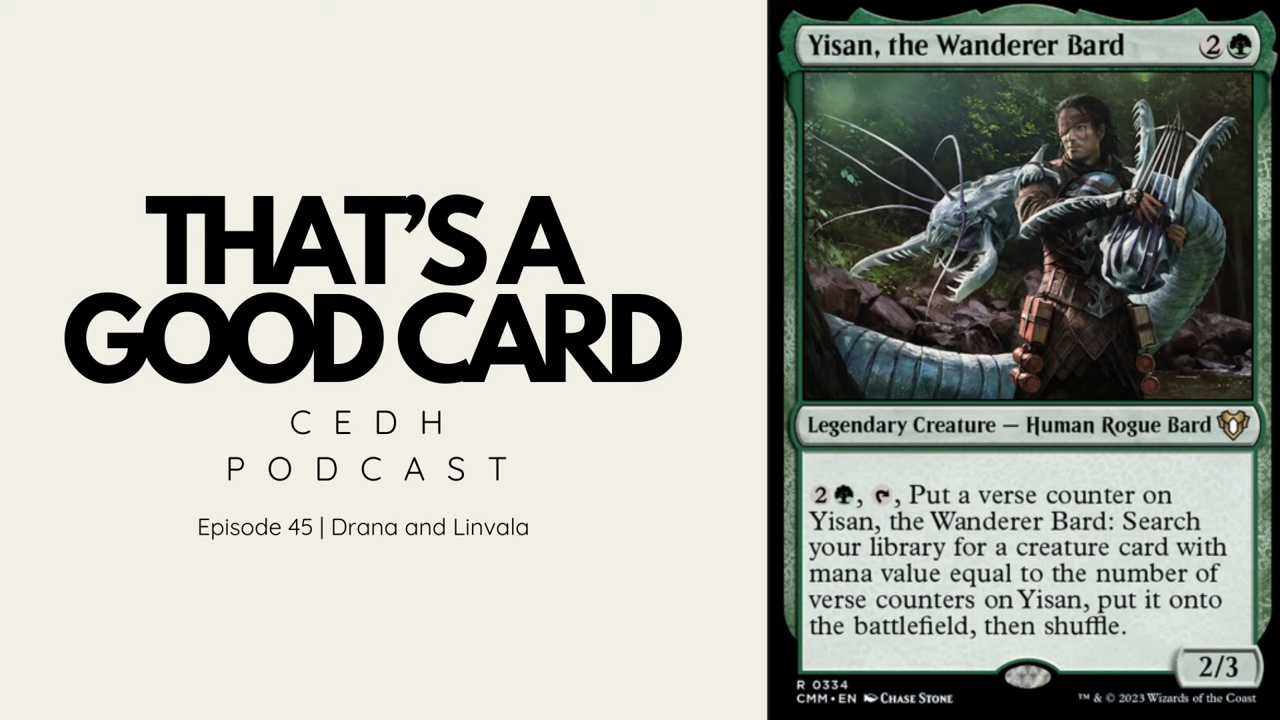 THAT'S A
GOOD CARD
CEDH
PODCAST
Episode 45 | Drana and Linvala
Yisan, the Wanderer Bard 2
Legendary Creature — Human Rogue Bard
2 , , Put a verse counter on
Yisan, the Wanderer Bard: Search
your library for a creature card with
mana value equal to the number of
verse counters on Yisan, put it onto
the battlefield, then shuffle.
2/3
R 0334
CMM • EN CHASE STONE
™ & © 2023 Wizards of the Coast